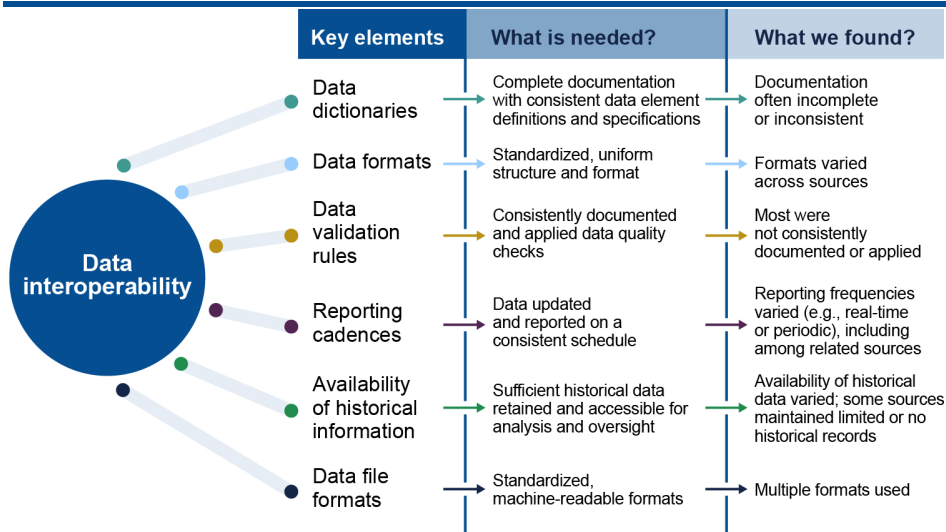 Key elements
What is needed?
What we found?
Data interoperability
Data
dictionaries
Complete documentation
with consistent data element
definitions and specifications
Documentation
often incomplete
or inconsistent
Data formats
Standardized, uniform
structure and format
Formats varied
across sources
Data
validation
rules
Consistently documented
and applied data quality
checks
Most were
not consistently
documented or applied
Reporting
cadences
Data updated
and reported on a
consistent schedule
Reporting frequencies
varied (e.g., real-time
or periodic), including
among related sources
Availability
of historical
information
Sufficient historical data
retained and accessible for
analysis and oversight
Availability of historical
data varied; some sources
maintained limited or no
historical records
Data file
formats
Standardized,
machine-readable formats
Multiple formats used